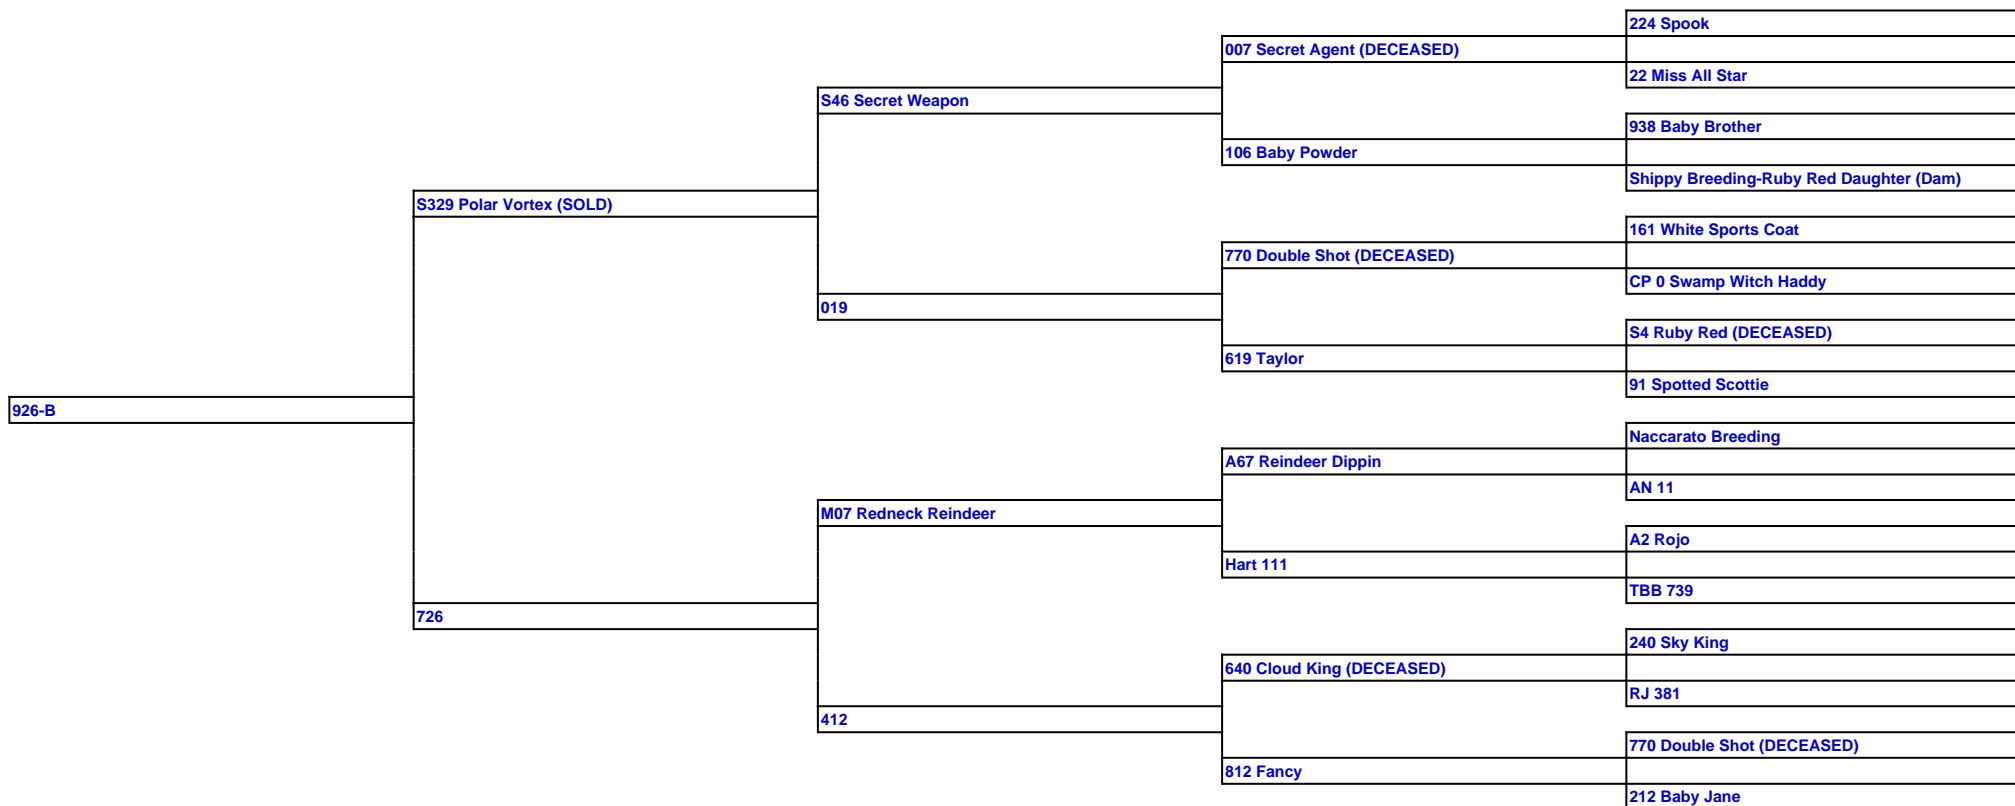 224 Spook
007 Secret Agent (DECEASED)
22 Miss All Star
S46 Secret Weapon
938 Baby Brother
106 Baby Powder
Shippy Breeding-Ruby Red Daughter (Dam)
S329 Polar Vortex (SOLD)
161 White Sports Coat
770 Double Shot (DECEASED)
CP 0 Swamp Witch Haddy
019
S4 Ruby Red (DECEASED)
619 Taylor
91 Spotted Scottie
926-B
Naccarato Breeding
A67 Reindeer Dippin
AN 11
M07 Redneck Reindeer
A2 Rojo
Hart 111
TBB 739
726
240 Sky King
640 Cloud King (DECEASED)
RJ 381
412
770 Double Shot (DECEASED)
812 Fancy
212 Baby Jane